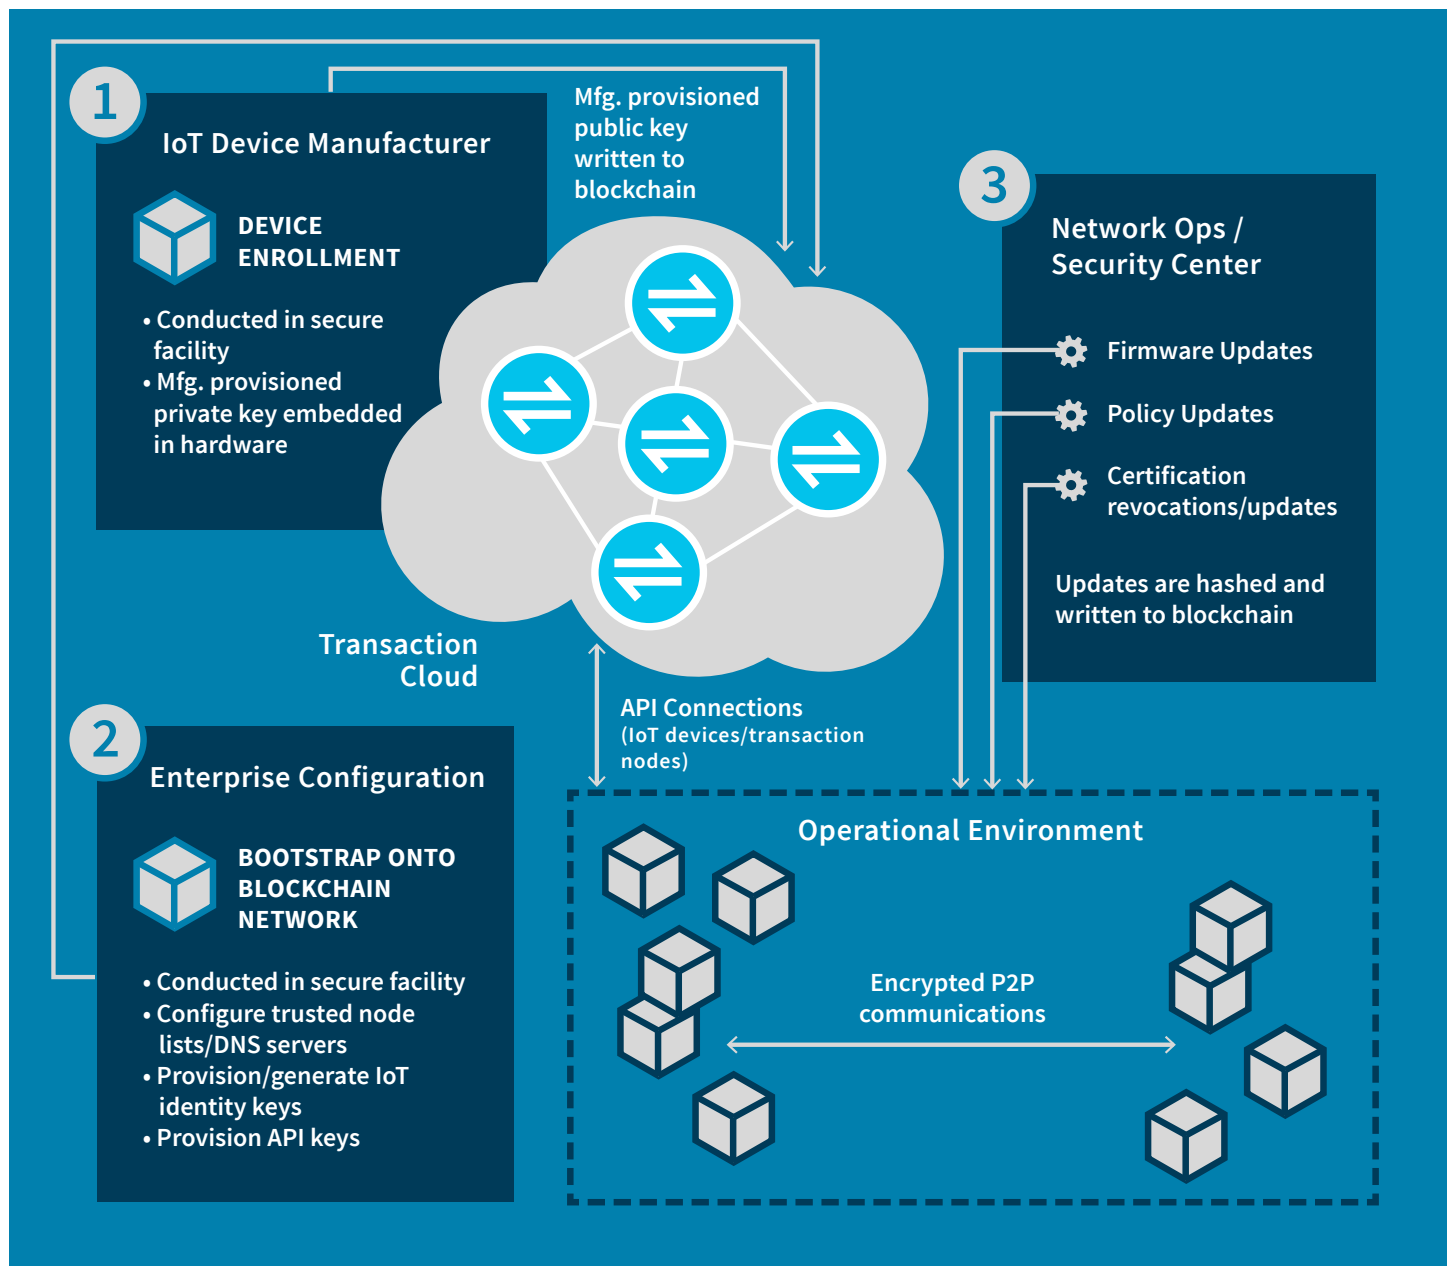 1
IoT Device Manufacturer
DEVICE
ENROLLMENT
• Conducted in secure
facility
• Mfg. provisioned
private key embedded
in hardware
Mfg. provisioned
public key
written to
blockchain
3
Network Ops /
Security Center
Firmware Updates
Policy Updates
Certification
revocations/updates
Updates are hashed and
written to blockchain
Transaction
Cloud
API Connections
(IoT devices/transaction
nodes)
2
Enterprise Configuration
BOOTSTRAP ONTO
BLOCKCHAIN
NETWORK
• Conducted in secure facility
• Configure trusted node
lists/DNS servers
• Provision/generate IoT
identity keys
• Provision API keys
Operational Environment
Encrypted P2P
communications